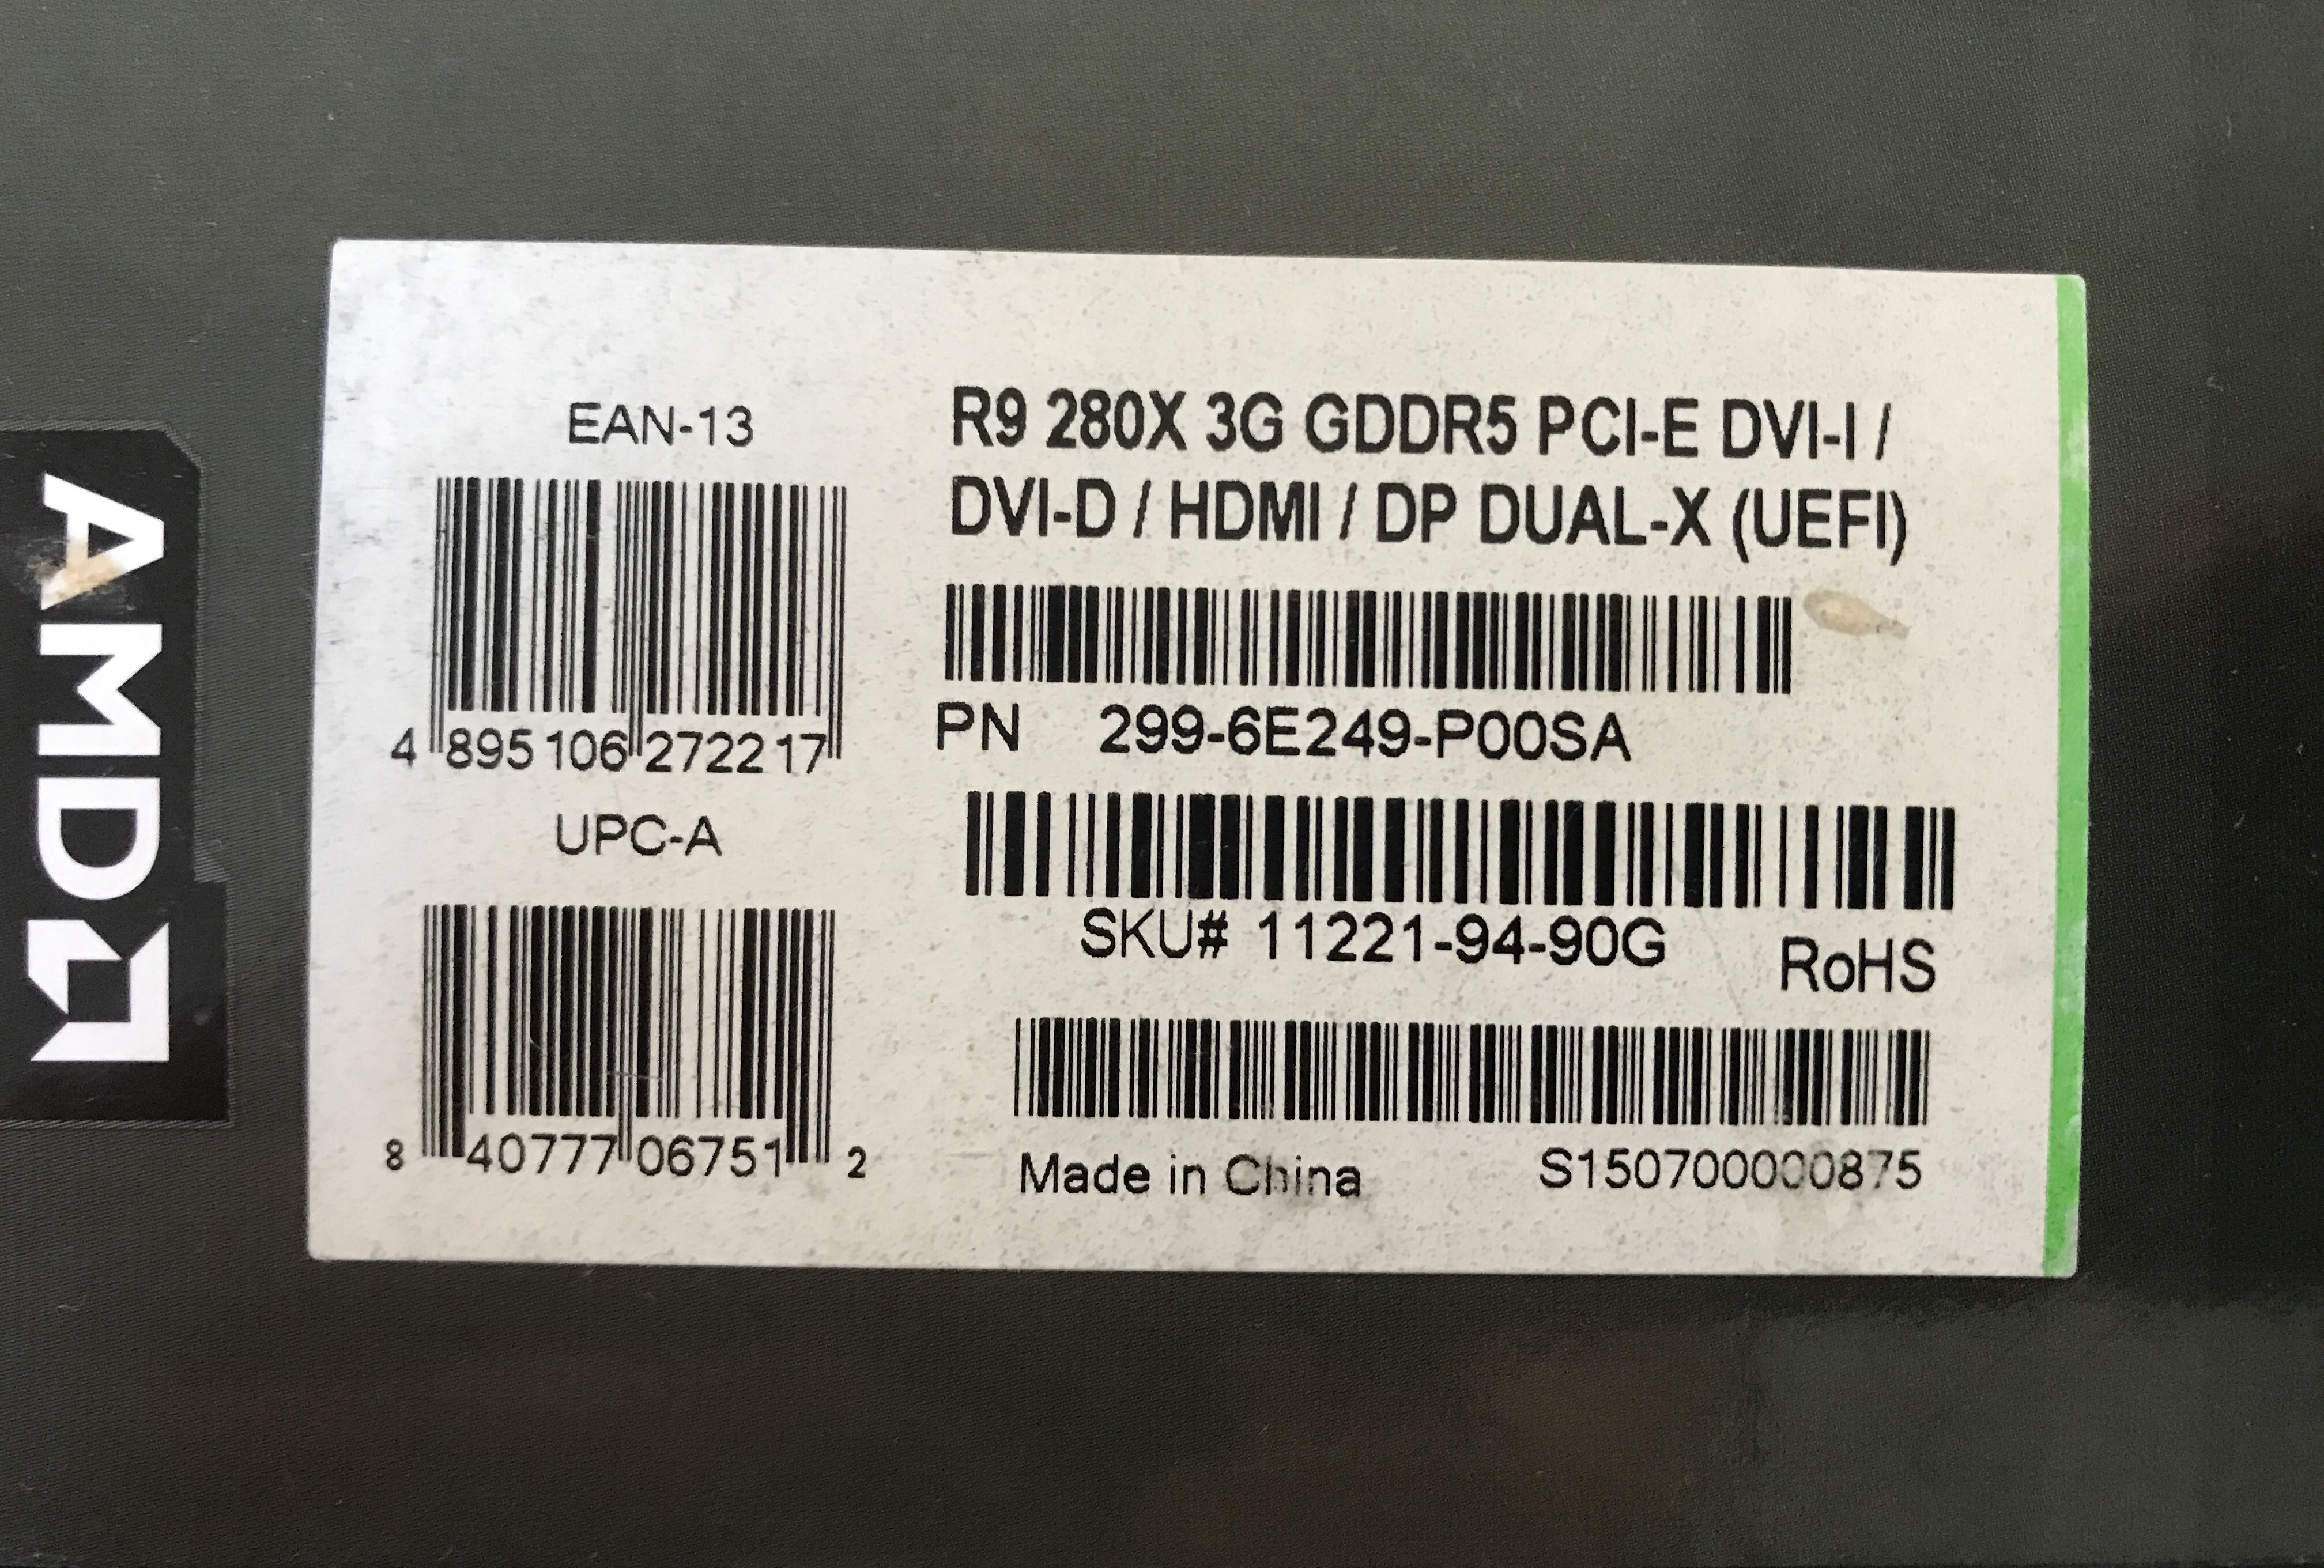 AMD
EAN-13
4 895106 272217
UPC-A
8 40777 06751 2
R9 280X 3G GDDR5 PCI-E DVI-I /
DVI-D / HDMI / DP DUAL-X (UEFI)
PN 299-6E249-P00SA
SKU# 11221-94-90G
RoHS
Made in China S150700000875